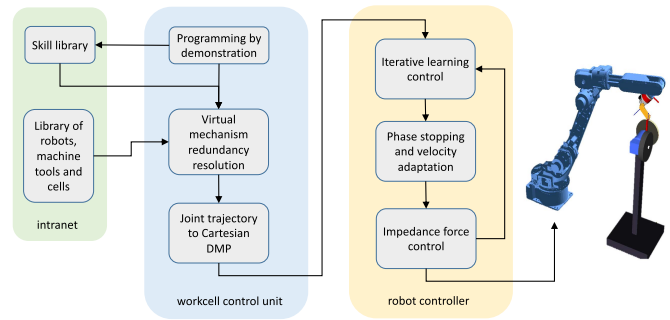 Skill library
Library of
robots,
machine
tools and
cells
intranet
Programming by
demonstration
Virtual
mechanism
redundancy
resolution
Joint trajectory
to Cartesian
DMP
workcell control unit
Iterative learning
control
Phase stopping
and velocity
adaptation
Impedance force
control
robot controller